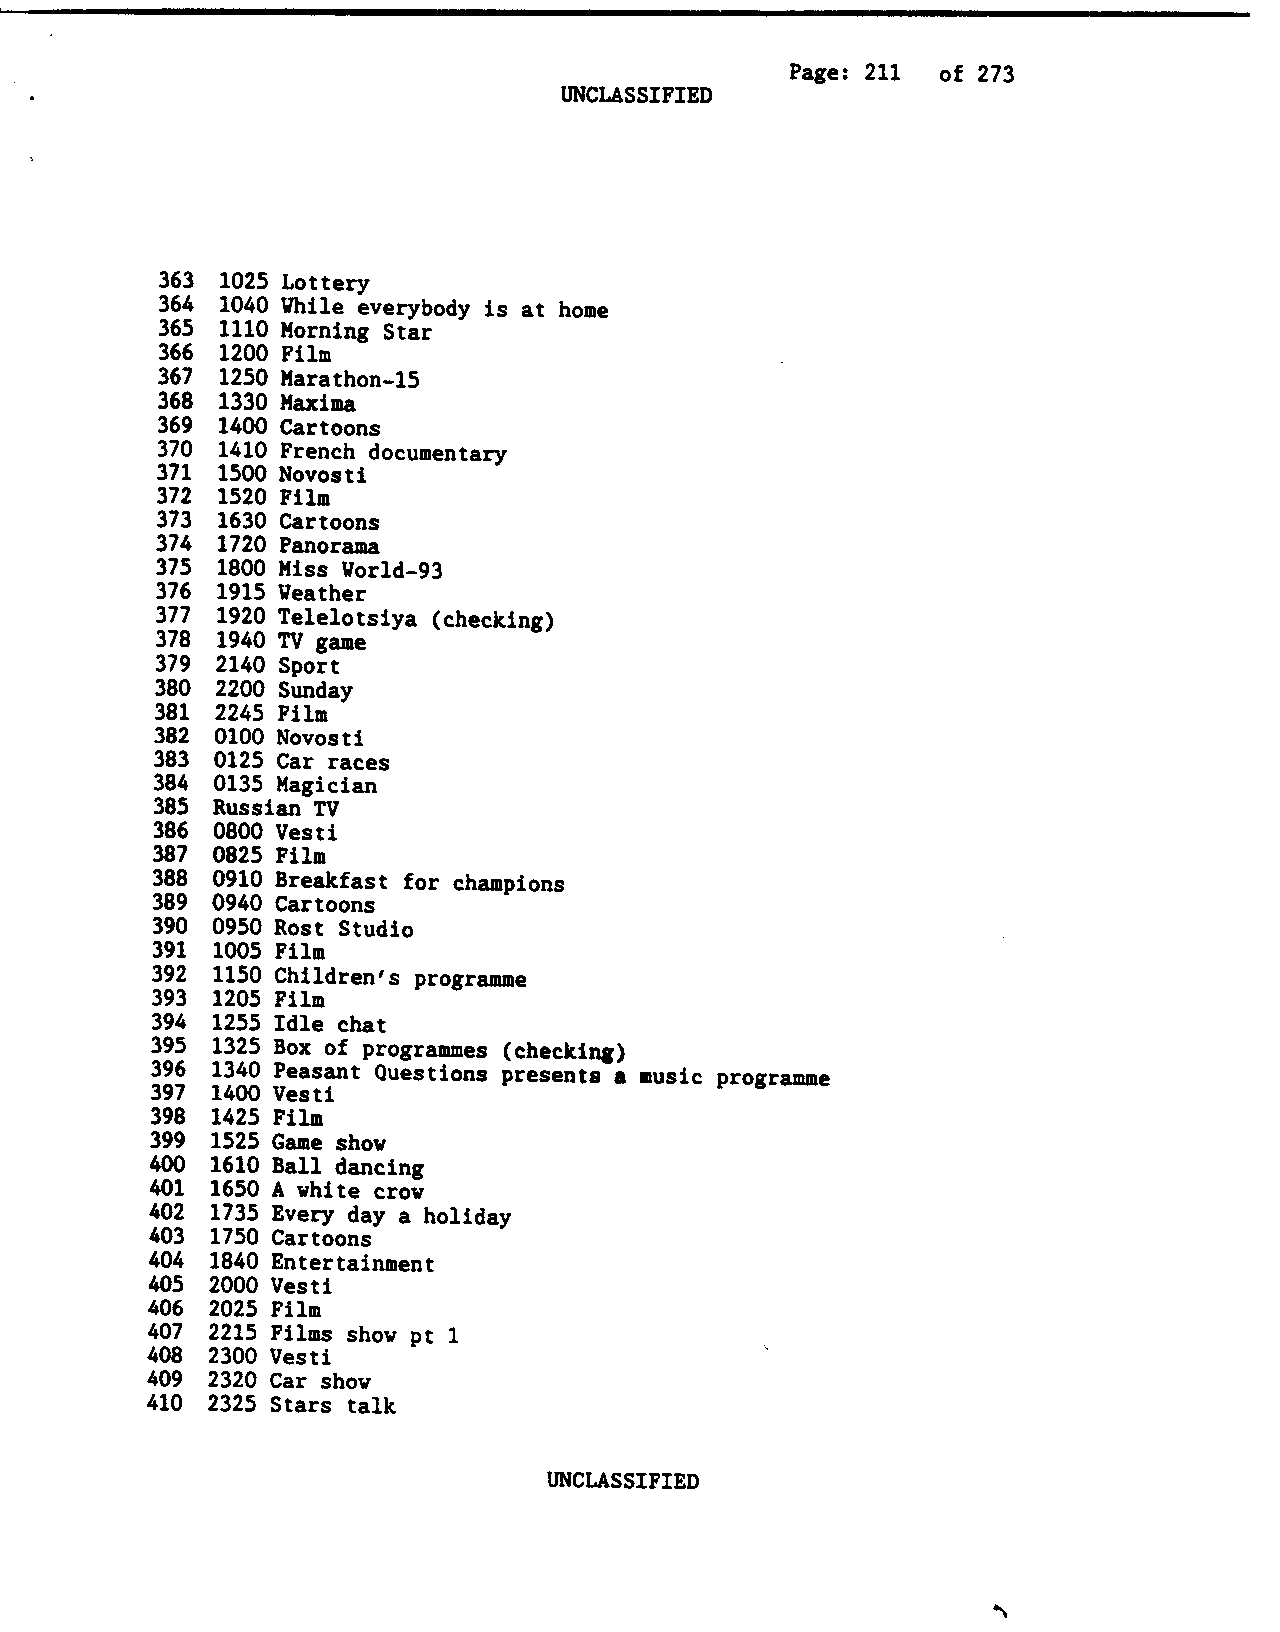 Page: 211 of 273
UNCLASSIFIED
363 1025 Lottery
364 1040 While everybody is at home
365 1110 Morning Star
366 1200 Film
367 1250 Marathon-15
368 1330 Maxima
369 1400 Cartoons
370 1410 French documentary
371 1500 Novosti
372 1520 Film
373 1630 Cartoons
374 1720 Panorama
375 1800 Miss World-93
376 1915 Weather
377 1920 Telelotsiya (checking)
378 1940 TV game
379 2140 Sport
380 2200 Sunday
381 2245 Film
382 0100 Novosti
383 0125 Car races
384 0135 Magician
385 Russian TV
386 0800 Vesti
387 0825 Film
388 0910 Breakfast for champions
389 0940 Cartoons
390 0950 Rost Studio
391 1005 Film
392 1150 Children's programme
393 1205 Film
394 1255 Idle chat
395 1325 Box of programmes (checking)
396 1340 Peasant Questions presents a music programme
397 1400 Vesti
398 1425 Film
399 1525 Game show
400 1610 Ball dancing
401 1650 A white crow
402 1735 Every day a holiday
403 1750 Cartoons
404 1840 Entertainment
405 2000 Vesti
406 2025 Film
407 2215 Films show pt 1
408 2300 Vesti
409 2320 Car show
410 2325 Stars talk
UNCLASSIFIED